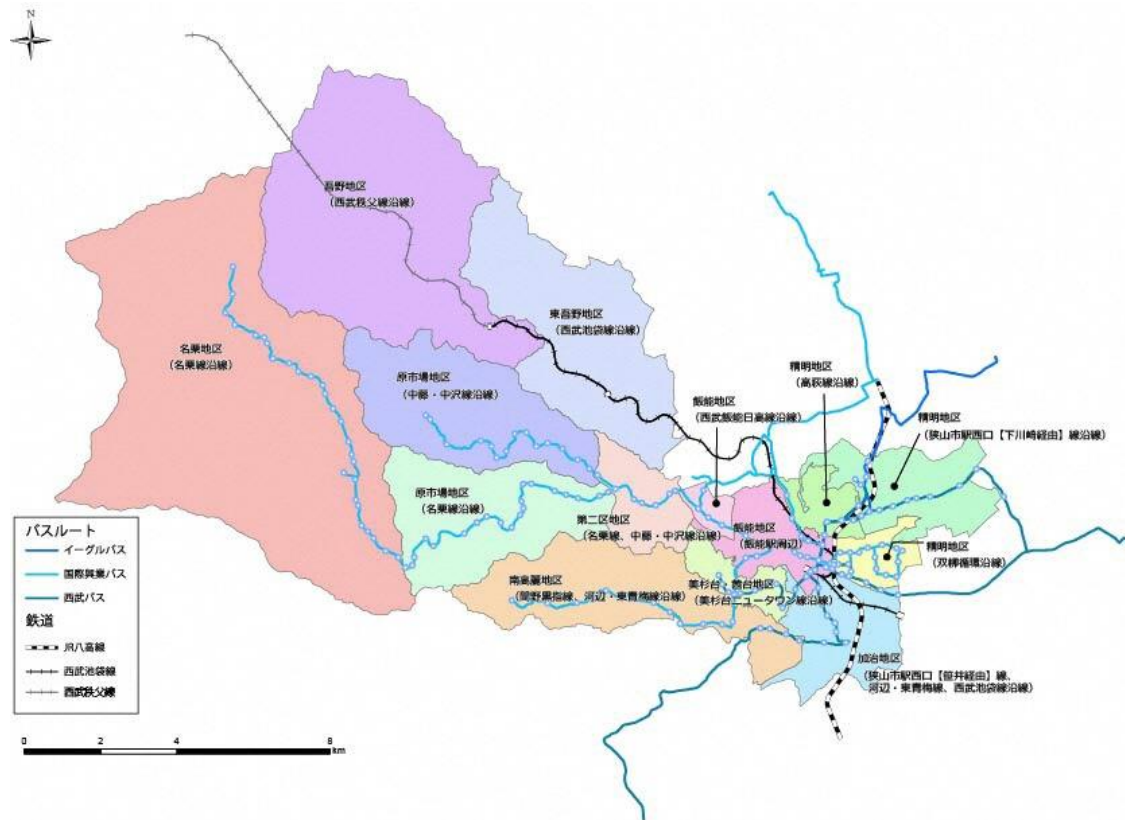 N
吾野地区
(西武秩父線沿線)
東吾野地区
(西武池袋線沿線)
名栗地区
(名栗線沿線)
原市場地区
(中藤・中沢線沿線)
精明地区
(高萩線沿線)
飯能地区
(西武飯能日高線沿線)
精明地区
(狭山市駅西口【下川崎経由】線沿線)
原市場地区
(名栗線沿線)
第二区地区
(名栗線、中藤・中沢線沿線)
飯能地区
(飯能駅周辺)
精明地区
(双柳循環沿線)
南高麗地区
(間野黒指線、河辺・東青梅線沿線)
美杉台・茜台地区
(美杉台ニュータウン線沿線)
加治地区
(狭山市駅西口【笹井経由】線、
河辺・東青梅線、西武池袋線沿線)
バスルート
イーグルバス
国際興業バス
西武バス
鉄道
JR八高線
西武池袋線
西武秩父線
0 2 4 8
km